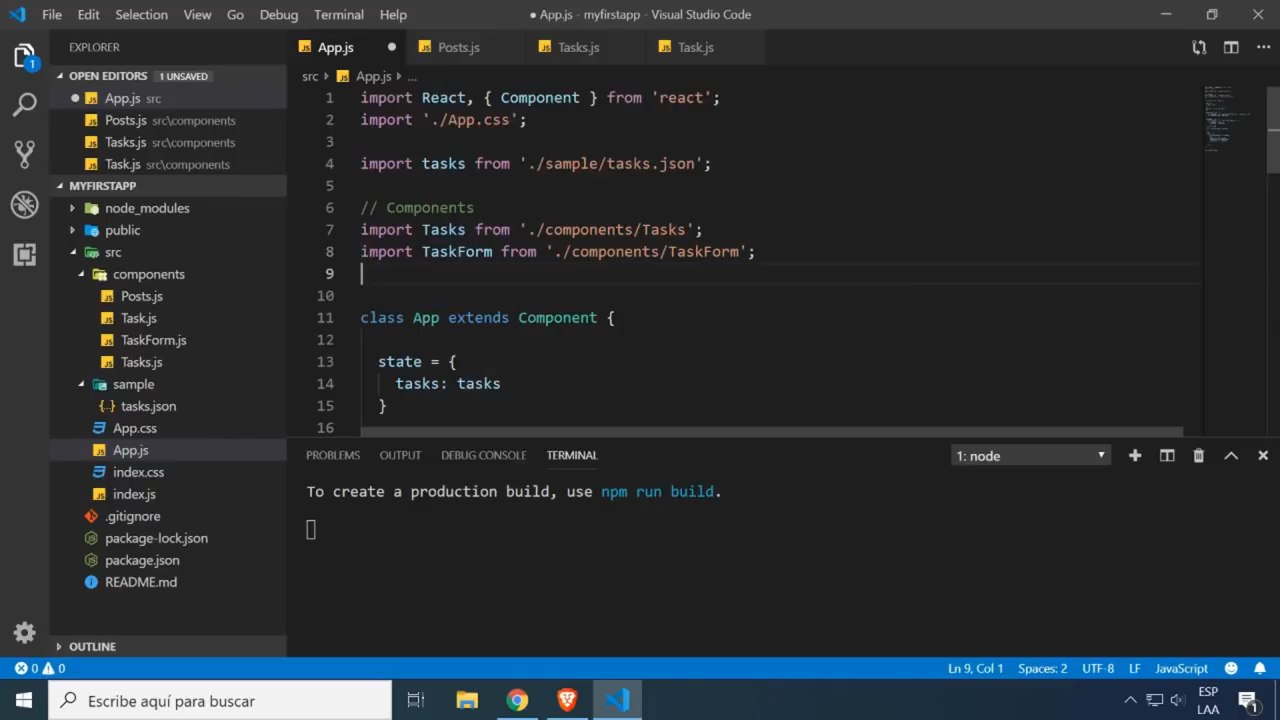 File Edit Selection View Go Debug Terminal Help
● App.js - myfirstapp - Visual Studio Code
EXPLORER
OPEN EDITORS 1 UNSAVED
App.js src
Posts.js src\components
Tasks.js src\components
Task.js src\components
MYFIRSTAPP
node_modules
public
src
components
Posts.js
Task.js
TaskForm.js
Tasks.js
sample
tasks.json
App.css
App.js
index.css
index.js
.gitignore
package-lock.json
package.json
README.md
OUTLINE
App.js Posts.js Tasks.js Task.js
src App.js ...
1 import React, { Component } from 'react';
2 import './App.css';
3
4 import tasks from './sample/tasks.json';
5
6 // Components
7 import Tasks from './components/Tasks';
8 import TaskForm from './components/TaskForm';
9
10
11 class App extends Component {
12
13 state = {
14 tasks: tasks
15 }
16
PROBLEMS OUTPUT DEBUG CONSOLE TERMINAL 1: node
To create a production build, use npm run build.
0 0 Ln 9, Col 1 Spaces: 2 UTF-8 LF JavaScript
1
Escribe aquí para buscar
ESP
LAA
1